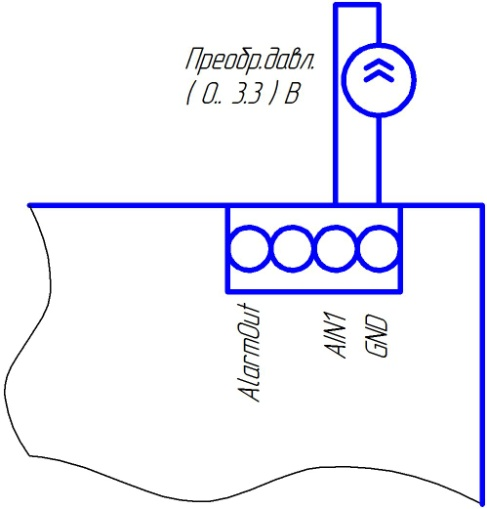 Преобр.давл.
( 0.. 3.3 ) В
AlarmOut
AIN1
GND